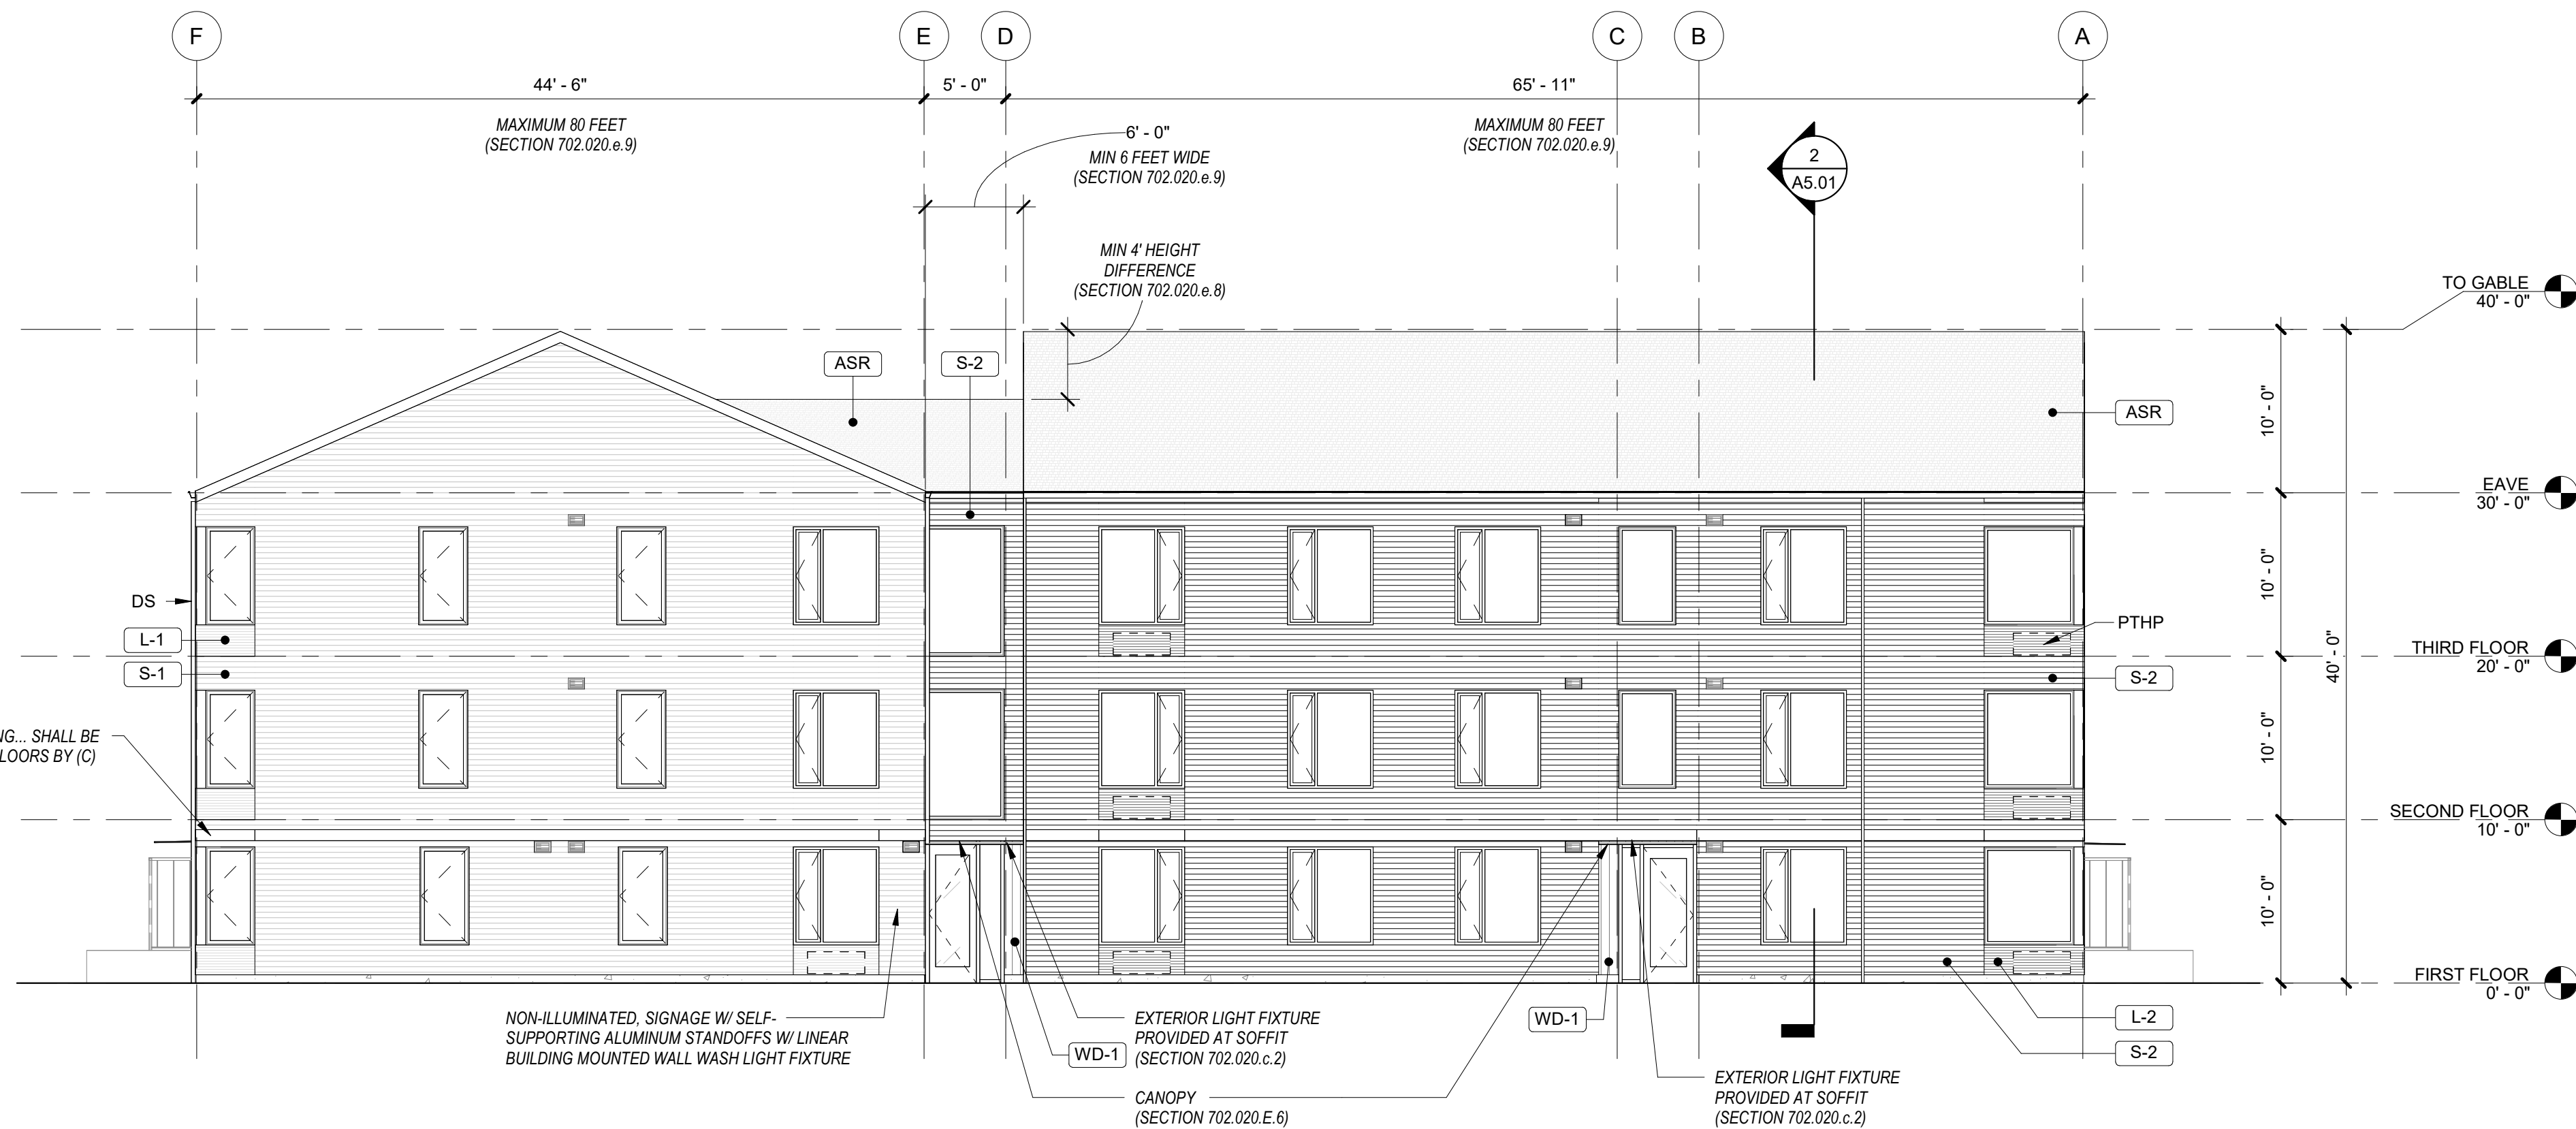 F
E
D
C
B
A
44' - 6"
5' - 0"
65' - 11"
MAXIMUM 80 FEET
(SECTION 702.020.e.9)
6' - 0"
MIN 6 FEET WIDE
(SECTION 702.020.e.9)
MAXIMUM 80 FEET
(SECTION 702.020.e.9)
2
A5.01
MIN 4' HEIGHT
DIFFERENCE
(SECTION 702.020.e.8)
TO GABLE
40' - 0"
ASR
S-2
ASR
10' - 0"
EAVE
30' - 0"
DS
L-1
S-1
10' - 0"
PTHP
THIRD FLOOR
20' - 0"
40' - 0"
S-2
NG... SHALL BE
LOORS BY (C)
10' - 0"
SECOND FLOOR
10' - 0"
10' - 0"
FIRST FLOOR
0' - 0"
NON-ILLUMINATED, SIGNAGE W/ SELF-
SUPPORTING ALUMINUM STANDOFFS W/ LINEAR
BUILDING MOUNTED WALL WASH LIGHT FIXTURE
WD-1
EXTERIOR LIGHT FIXTURE
PROVIDED AT SOFFIT
(SECTION 702.020.c.2)
CANOPY
(SECTION 702.020.E.6)
WD-1
EXTERIOR LIGHT FIXTURE
PROVIDED AT SOFFIT
(SECTION 702.020.c.2)
L-2
S-2